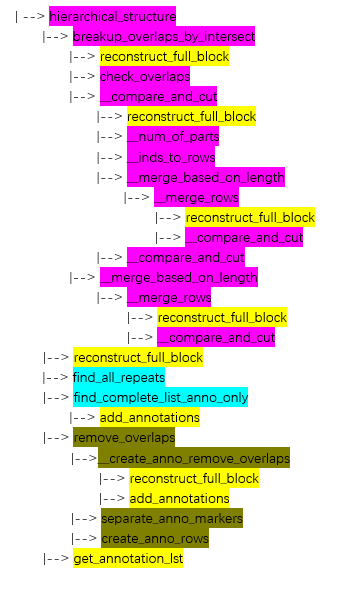 |--> hierarchical_structure
|--> breakup_overlaps_by_intersect
|--> reconstruct_full_block
|--> check_overlaps
|--> __compare_and_cut
|--> reconstruct_full_block
|--> __num_of_parts
|--> __inds_to_rows
|--> __merge_based_on_length
|--> __merge_rows
|--> reconstruct_full_block
|--> __compare_and_cut
|--> __compare_and_cut
|--> __merge_based_on_length
|--> __merge_rows
|--> reconstruct_full_block
|--> __compare_and_cut
|--> reconstruct_full_block
|--> find_all_repeats
|--> find_complete_list_anno_only
|--> add_annotations
|--> remove_overlaps
|-->__create_anno_remove_overlaps
|--> reconstruct_full_block
|--> add_annotations
|--> separate_anno_markers
|--> create_anno_rows
|--> get_annotation_lst